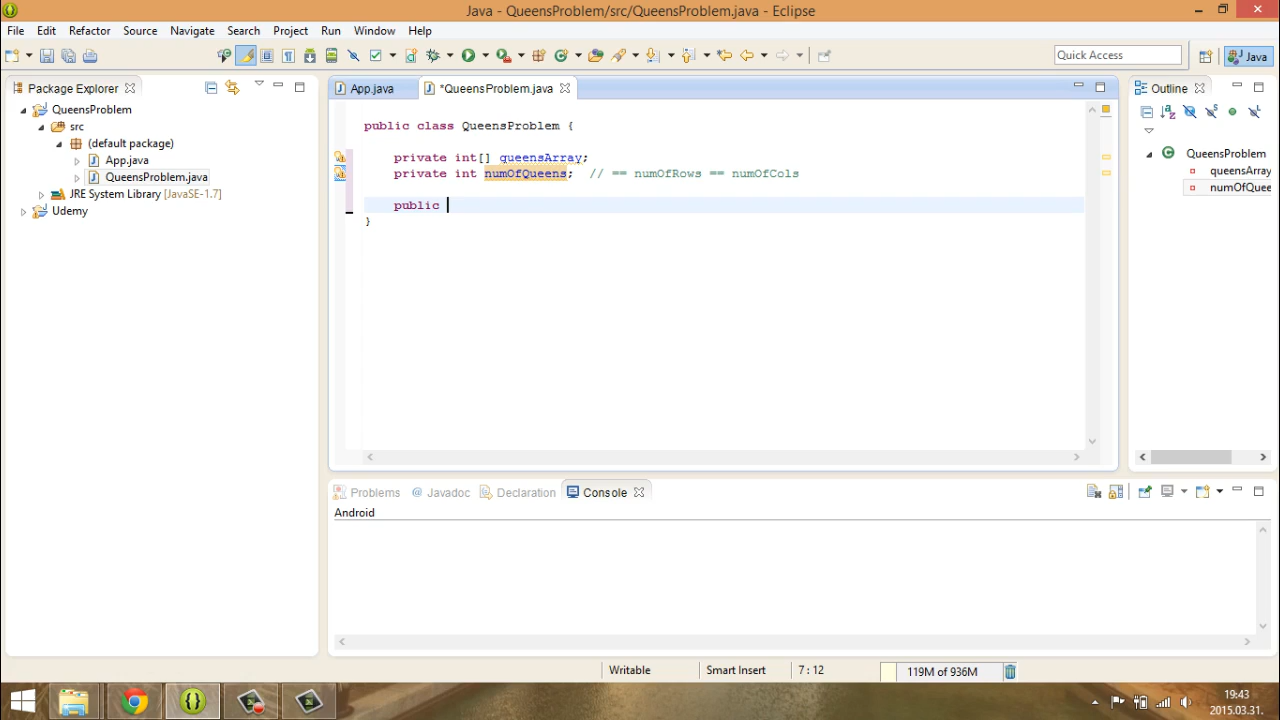 Java - QueensProblem/src/QueensProblem.java - Eclipse
File Edit Refactor Source Navigate Search Project Run Window Help
Quick Access
Java
Package Explorer
QueensProblem
src
(default package)
App.java
QueensProblem.java
JRE System Library [JavaSE-1.7]
Udemy
App.java
*QueensProblem.java
public class QueensProblem {
private int[] queensArray;
private int numOfQueens; // == numOfRows == numOfCols
public
}
Outline
QueensProblem
queensArray
numOfQuee
Problems Javadoc Declaration Console
Android
Writable Smart Insert 7 : 12 119M of 936M
19:43
2015.03.31.